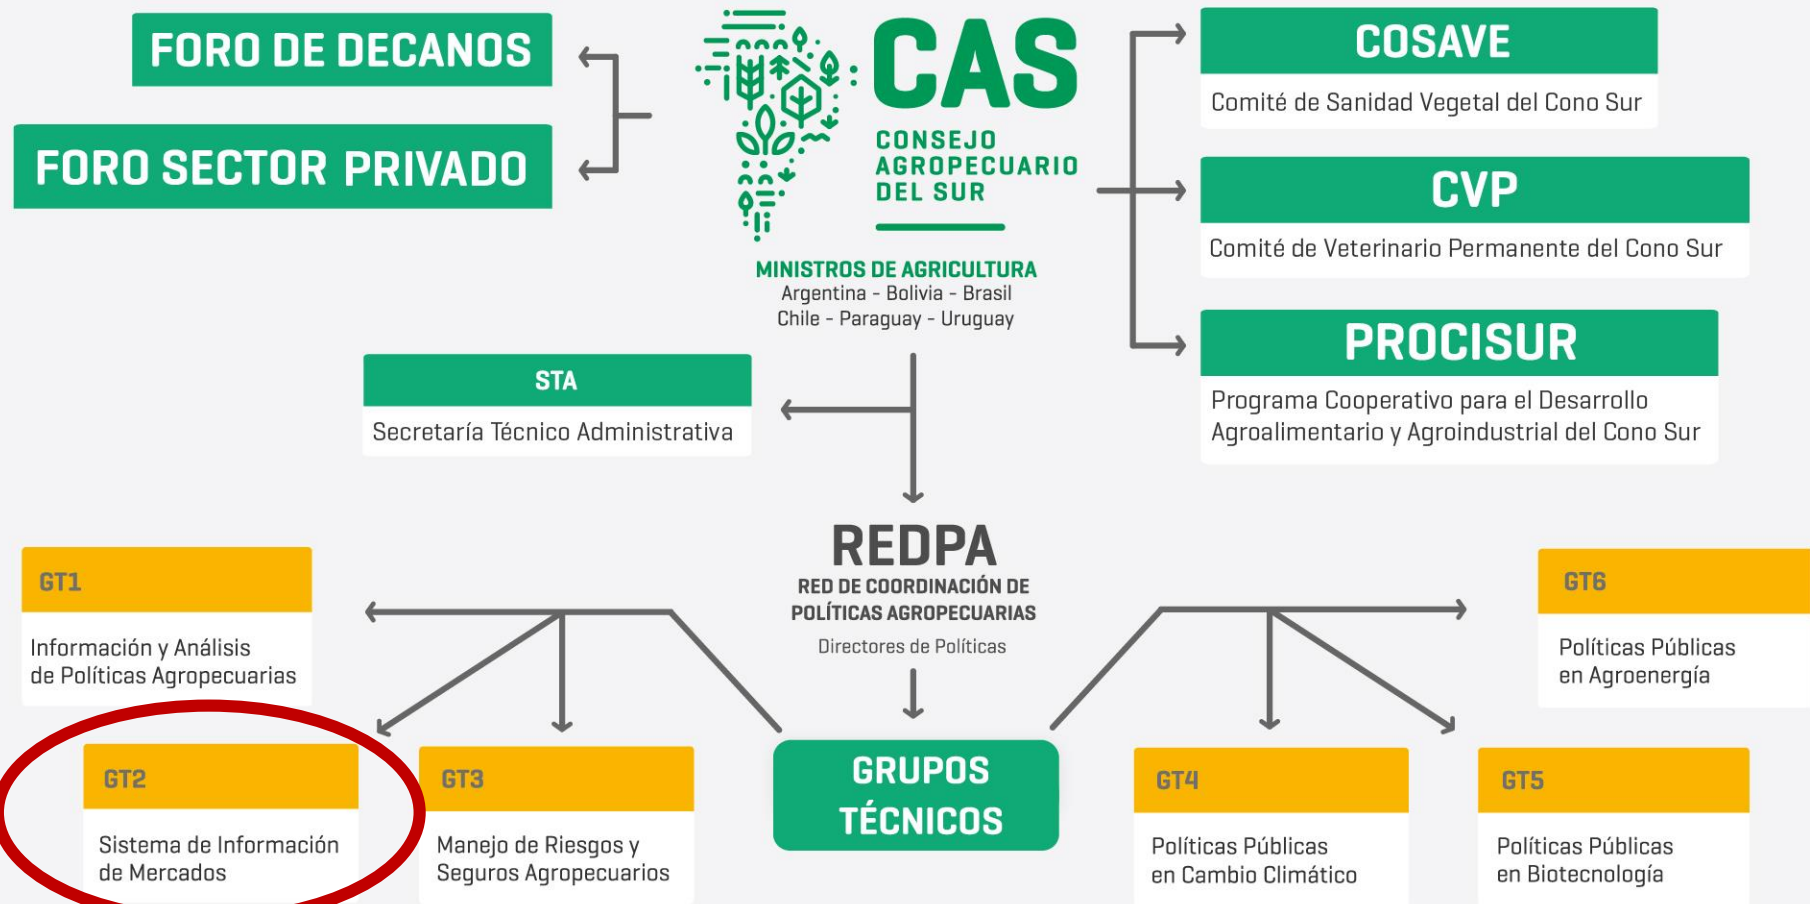 FORO DE DECANOS
FORO SECTOR PRIVADO
CAS
CONSEJO
AGROPECUARIO
DEL SUR
MINISTROS DE AGRICULTURA
Argentina - Bolivia - Brasil
Chile - Paraguay - Uruguay
COSAVE
Comité de Sanidad Vegetal del Cono Sur
CVP
Comité de Veterinario Permanente del Cono Sur
PROCISUR
Programa Cooperativo para el Desarrollo
Agroalimentario y Agroindustrial del Cono Sur
STA
Secretaría Técnico Administrativa
REDPA
RED DE COORDINACIÓN DE
POLÍTICAS AGROPECUARIAS
Directores de Políticas
GRUPOS
TÉCNICOS
GT1
Información y Análisis
de Políticas Agropecuarias
GT2
Sistema de Información
de Mercados
GT3
Manejo de Riesgos y
Seguros Agropecuarios
GT4
Políticas Públicas
en Cambio Climático
GT5
Políticas Públicas
en Biotecnología
GT6
Políticas Públicas
en Agroenergía